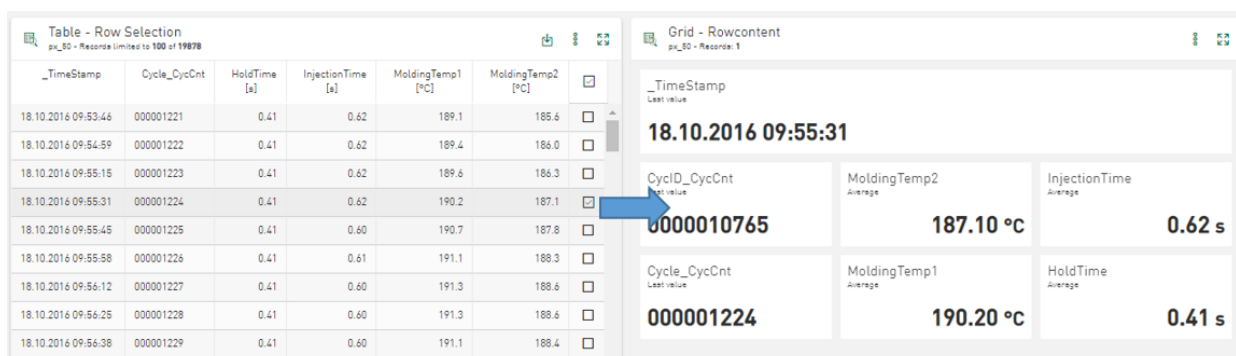 Table - Row Selection
px_50 - Records limited to 100 of 19878
_TimeStamp Cycle_CycCnt HoldTime [s] InjectionTime [s] MoldingTemp1 [°C] MoldingTemp2 [°C]
18.10.2016 09:53:46 000001221 0.41 0.62 189.1 185.6
18.10.2016 09:54:59 000001222 0.41 0.62 189.4 186.0
18.10.2016 09:55:15 000001223 0.41 0.62 189.6 186.3
18.10.2016 09:55:31 000001224 0.41 0.62 190.2 187.1
18.10.2016 09:55:45 000001225 0.41 0.60 190.7 187.8
18.10.2016 09:55:58 000001226 0.41 0.61 191.1 188.3
18.10.2016 09:56:12 000001227 0.41 0.60 191.3 188.6
18.10.2016 09:56:25 000001228 0.41 0.60 191.3 188.6
18.10.2016 09:56:38 000001229 0.41 0.60 191.1 188.4
Grid - Rowcontent
px_50 - Records: 1
_TimeStamp
Last value
18.10.2016 09:55:31
CycID_CycCnt MoldingTemp2 InjectionTime
Last value Average Average
0000010765 187.10 °C 0.62 s
Cycle_CycCnt MoldingTemp1 HoldTime
Last value Average Average
000001224 190.20 °C 0.41 s